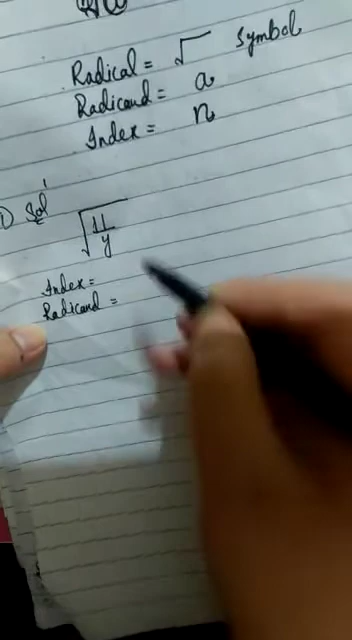 Radical = √ Symbol
Radicand = a
Index = n
1) Sol
√11/y
Index =
Radicand =